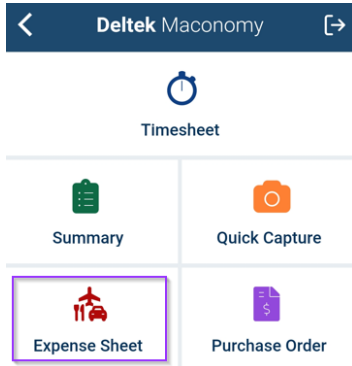 Deltek Maconomy
Timesheet
Summary
Quick Capture
Expense Sheet
Purchase Order